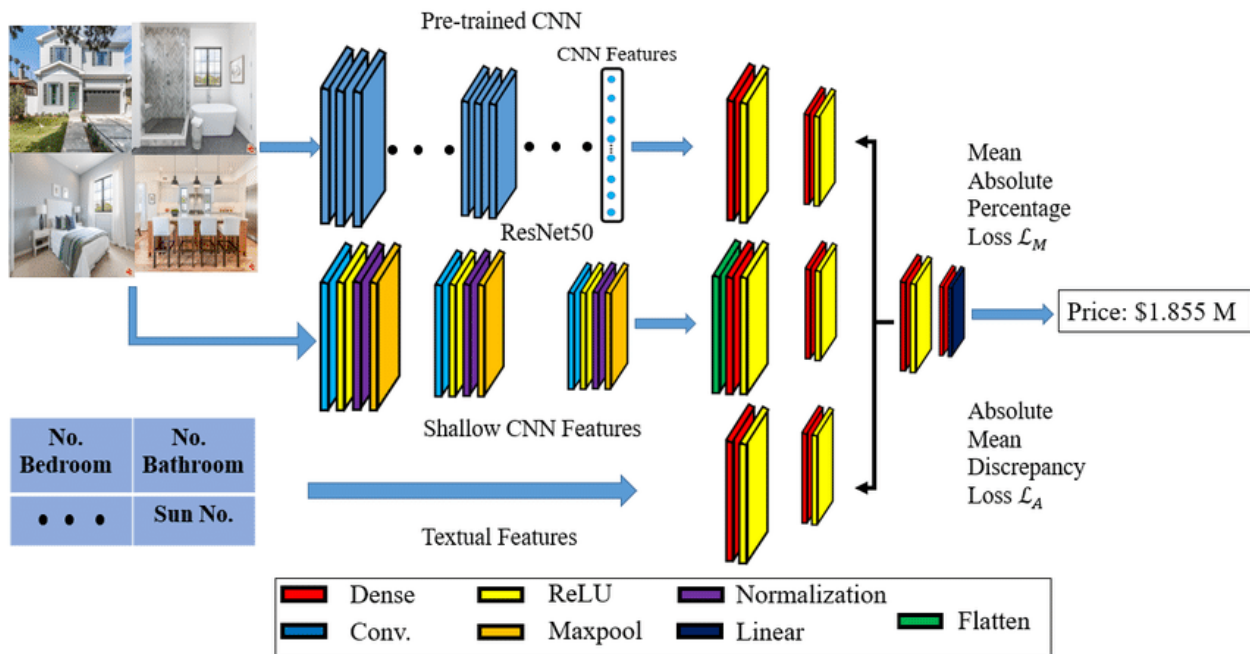 Pre-trained CNN
CNN Features
ResNet50
Mean
Absolute
Percentage
Loss ℒ_M
Price: $1.855 M
Shallow CNN Features
Absolute
Mean
Discrepancy
Loss ℒ_A
No.
Bedroom
No.
Bathroom
• • •
Sun No.
Textual Features
Dense
ReLU
Normalization
Flatten
Conv.
Maxpool
Linear